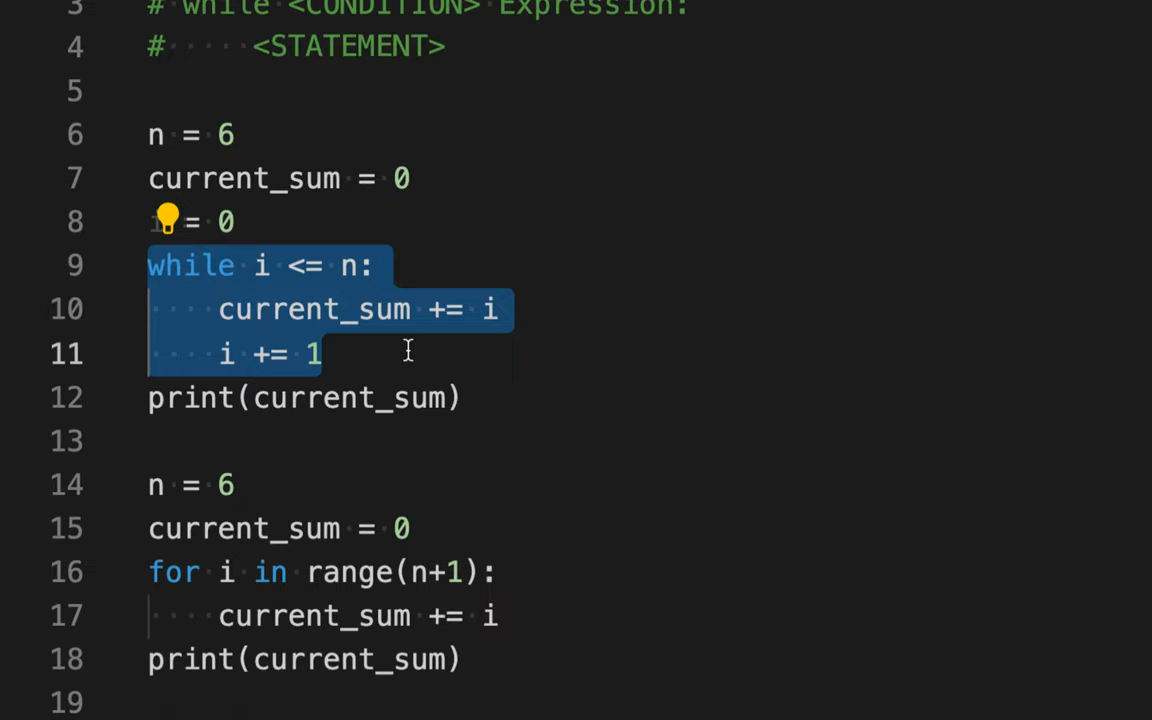 3 # while <CONDITION> Expression:
4 #     <STATEMENT>
5
6 n = 6
7 current_sum = 0
8 i = 0
9 while i <= n:
10     current_sum += i
11     i += 1
12 print(current_sum)
13
14 n = 6
15 current_sum = 0
16 for i in range(n+1):
17     current_sum += i
18 print(current_sum)
19